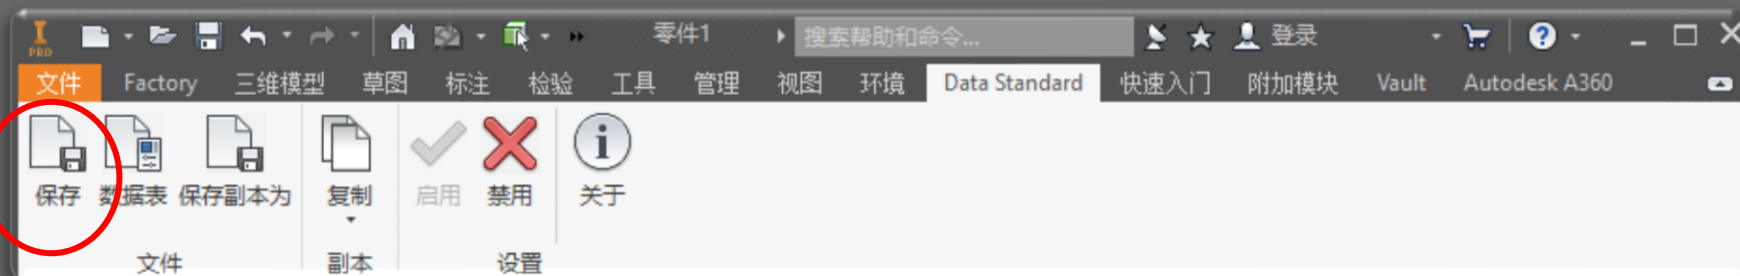 PRO 零件1 搜索帮助和命令... 登录
文件 Factory 三维模型 草图 标注 检验 工具 管理 视图 环境 Data Standard 快速入门 附加模块 Vault Autodesk A360
保存 数据表 保存副本为 复制 启用 禁用 关于
文件 副本 设置